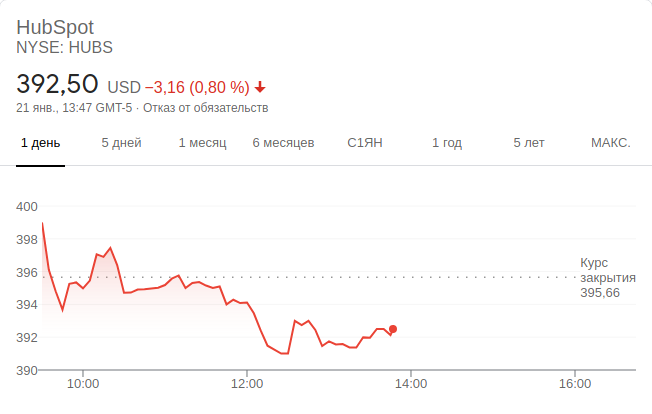 HubSpot
NYSE: HUBS
392,50 USD −3,16 (0,80 %)
21 янв., 13:47 GMT-5 · Отказ от обязательств
1 день 5 дней 1 месяц 6 месяцев С1ЯН 1 год 5 лет МАКС.
400
398
396
394
392
390
Курс
закрытия
395,66
10:00 12:00 14:00 16:00